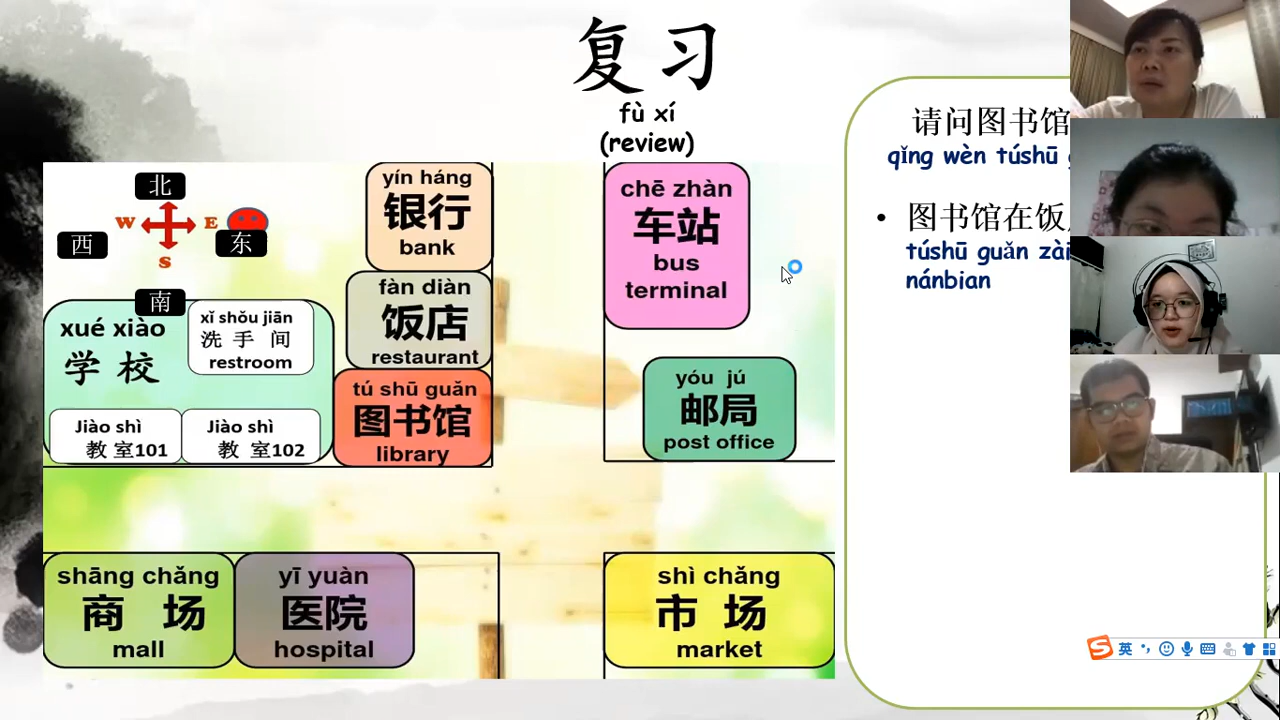 复习
fù xí
(review)
北
W
E
西
东
S
南
xué xiào
学 校
xǐ shǒu jiān
洗 手 间
restroom
Jiào shì
教 室101
Jiào shì
教 室102
yín háng
银行
bank
fàn diàn
饭店
restaurant
tú shū guǎn
图书馆
library
chē zhàn
车站
bus
terminal
yóu jú
邮局
post office
shāng chǎng
商 场
mall
yī yuàn
医院
hospital
shì chǎng
市 场
market
请问图书馆
qǐng wèn túshū
• 图书馆在饭
túshū guǎn zài
nánbian
S
英